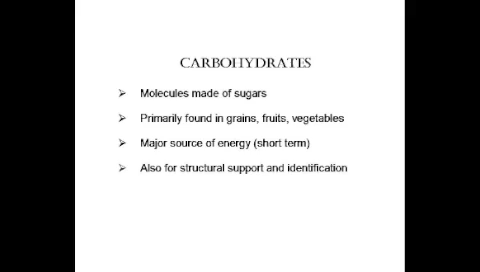 CARBOHYDRATES
Molecules made of sugars
Primarily found in grains, fruits, vegetables
Major source of energy (short term)
Also for structural support and identification